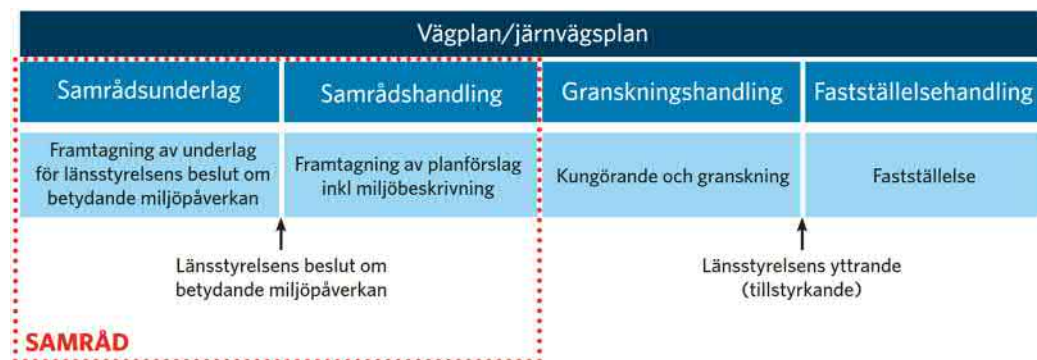 Vägplan/järnvägsplan
Samrådsunderlag
Samrådshandling
Granskningshandling
Fastställelsehandling
Framtagning av underlag
för länsstyrelsens beslut om
betydande miljöpåverkan
Framtagning av planförslag
inkl miljöbeskrivning
Kungörande och granskning
Fastställelse
Länsstyrelsens beslut om
betydande miljöpåverkan
Länsstyrelsens yttrande
(tillstyrkande)
SAMRÅD